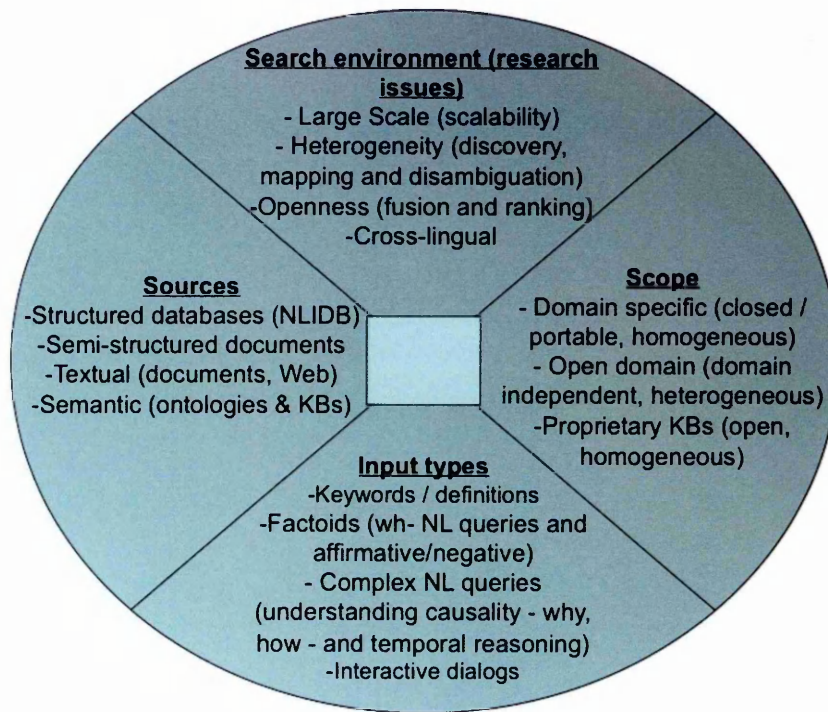 Search environment (research
issues)
- Large Scale (scalability)
- Heterogeneity (discovery,
mapping and disambiguation)
-Openness (fusion and ranking)
-Cross-lingual
Sources
-Structured databases (NLIDB)
-Semi-structured documents
-Textual (documents, Web)
-Semantic (ontologies & KBs)
Scope
- Domain specific (closed /
portable, homogeneous)
- Open domain (domain
independent, heterogeneous)
-Proprietary KBs (open,
homogeneous)
Input types
-Keywords / definitions
-Factoids (wh- NL queries and
affirmative/negative)
- Complex NL queries
(understanding causality - why,
how - and temporal reasoning)
-Interactive dialogs